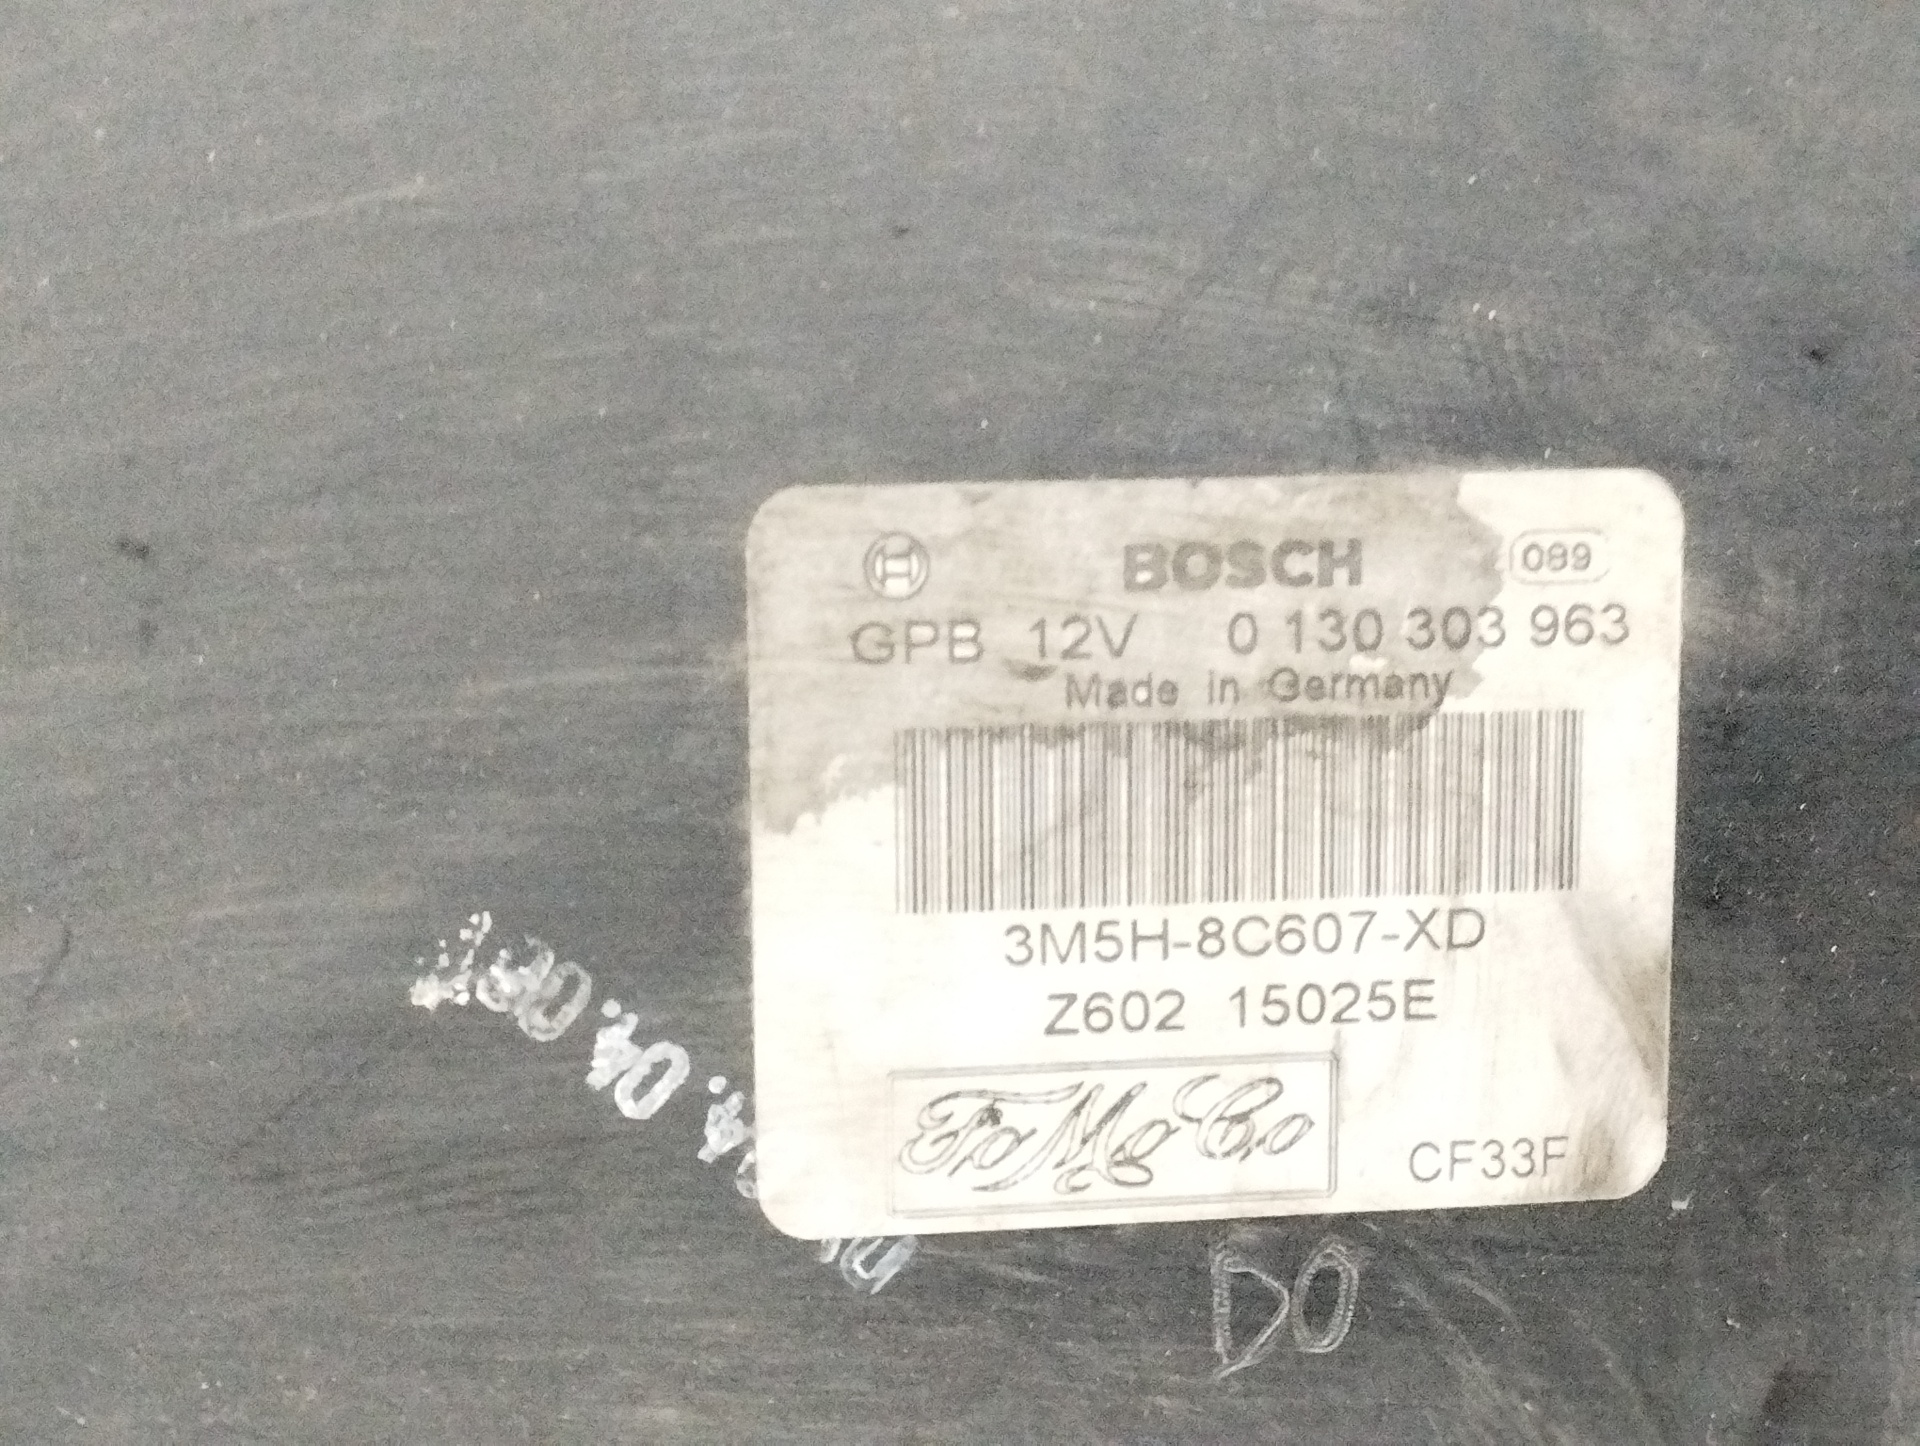 BOSCH 089
GPB 12V 0 130 303 963
Made in Germany
3M5H-8C607-XD
Z602 15025E
FoMoCo CF33F
DO